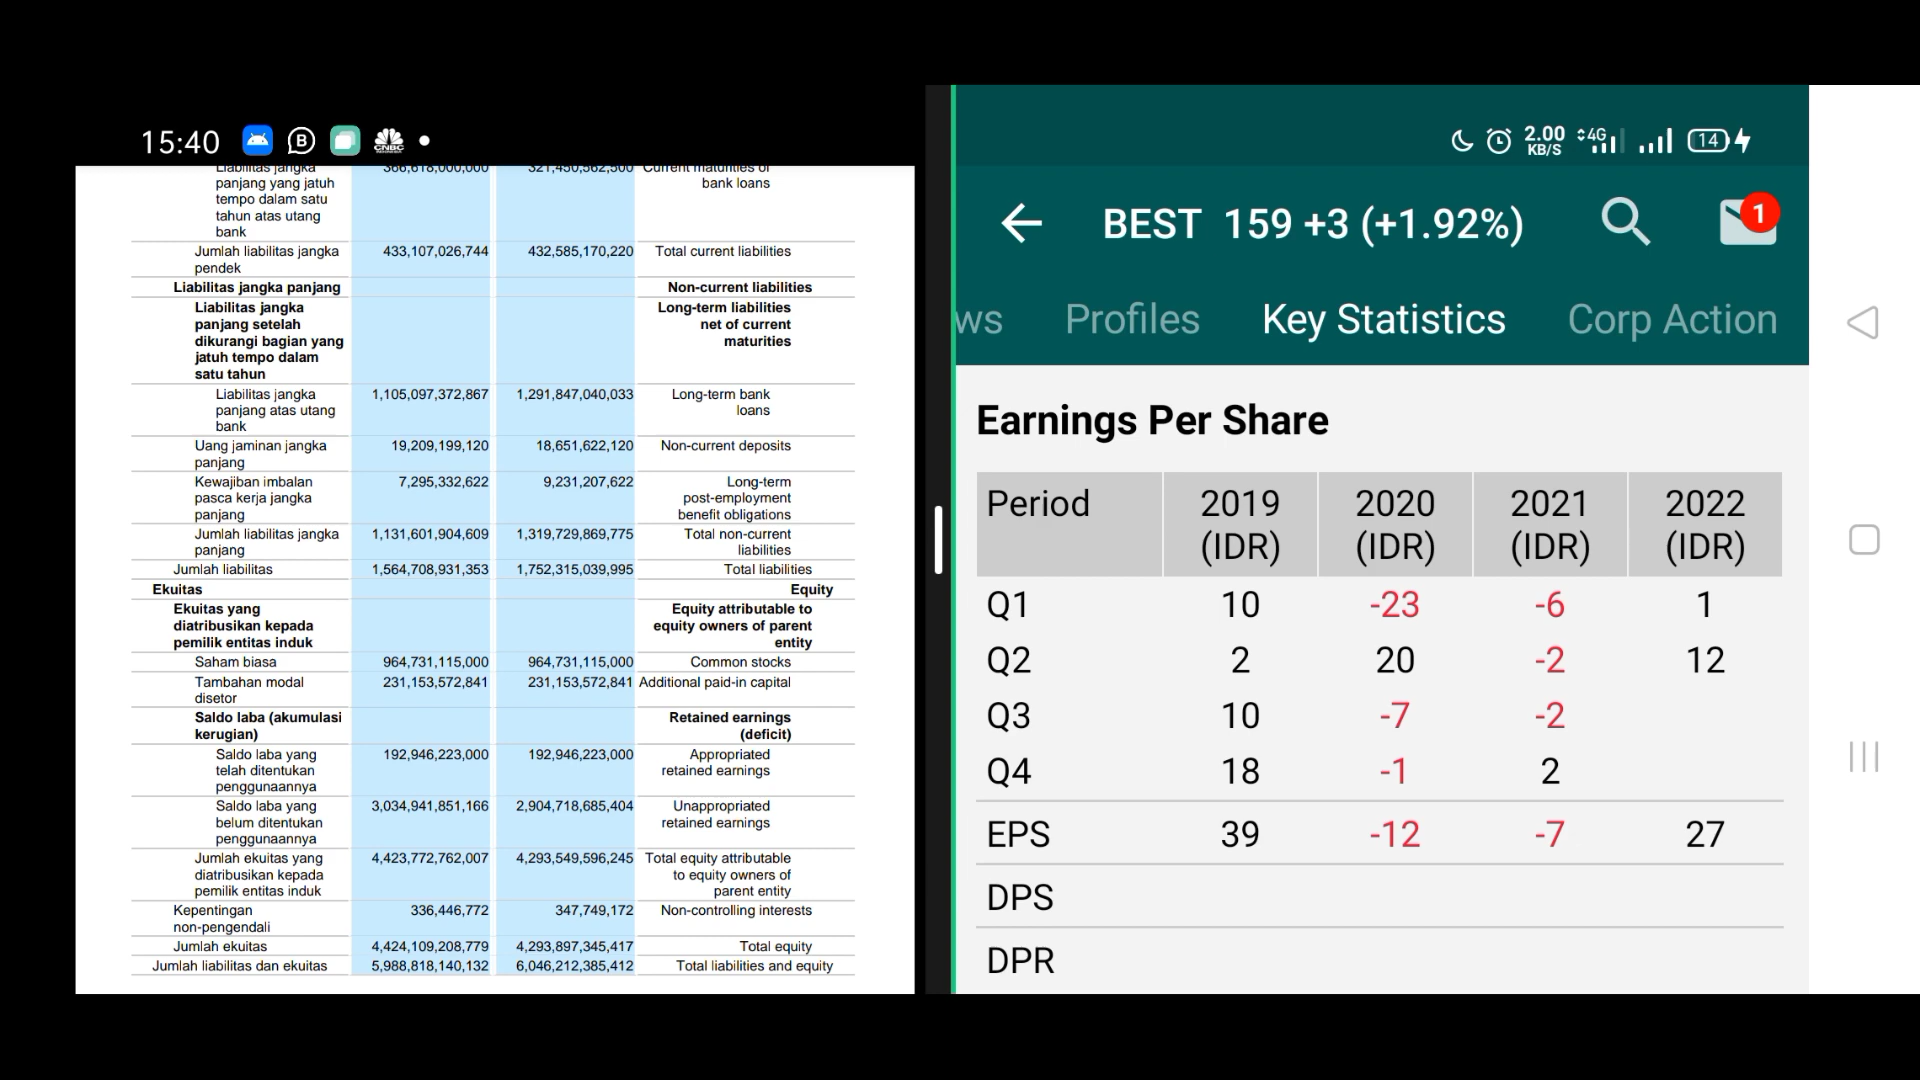 15:40
B
CNBC
Liabilitas jangka 366,618,000,000 321,450,562,500 Current maturities of
panjang yang jatuh bank loans
tempo dalam satu
tahun atas utang
bank
Jumlah liabilitas jangka 433,107,026,744 432,585,170,220 Total current liabilities
pendek
Liabilitas jangka panjang Non-current liabilities
Liabilitas jangka Long-term liabilities
panjang setelah net of current
dikurangi bagian yang maturities
jatuh tempo dalam
satu tahun
Liabilitas jangka 1,105,097,372,867 1,291,847,040,033 Long-term bank
panjang atas utang loans
bank
Uang jaminan jangka 19,209,199,120 18,651,622,120 Non-current deposits
panjang
Kewajiban imbalan 7,295,332,622 9,231,207,622 Long-term
pasca kerja jangka post-employment
panjang benefit obligations
Jumlah liabilitas jangka 1,131,601,904,609 1,319,729,869,775 Total non-current
panjang liabilities
Jumlah liabilitas 1,564,708,931,353 1,752,315,039,995 Total liabilities
Ekuitas Equity
Ekuitas yang Equity attributable to
diatribusikan kepada equity owners of parent
pemilik entitas induk entity
Saham biasa 964,731,115,000 964,731,115,000 Common stocks
Tambahan modal 231,153,572,841 231,153,572,841 Additional paid-in capital
disetor
Saldo laba (akumulasi Retained earnings
kerugian) (deficit)
Saldo laba yang 192,946,223,000 192,946,223,000 Appropriated
telah ditentukan retained earnings
penggunaannya
Saldo laba yang 3,034,941,851,166 2,904,718,685,404 Unappropriated
belum ditentukan retained earnings
penggunaannya
Jumlah ekuitas yang 4,423,772,762,007 4,293,549,596,245 Total equity attributable
diatribusikan kepada to equity owners of
pemilik entitas induk parent entity
Kepentingan 336,446,772 347,749,172 Non-controlling interests
non-pengendali
Jumlah ekuitas 4,424,109,208,779 4,293,897,345,417 Total equity
Jumlah liabilitas dan ekuitas 5,988,818,140,132 6,046,212,385,412 Total liabilities and equity
2.00 4G 14
KB/S
BEST 159 +3 (+1.92%) 1
ws Profiles Key Statistics Corp Action
Earnings Per Share
Period 2019 2020 2021 2022
(IDR) (IDR) (IDR) (IDR)
Q1 10 -23 -6 1
Q2 2 20 -2 12
Q3 10 -7 -2
Q4 18 -1 2
EPS 39 -12 -7 27
DPS
DPR